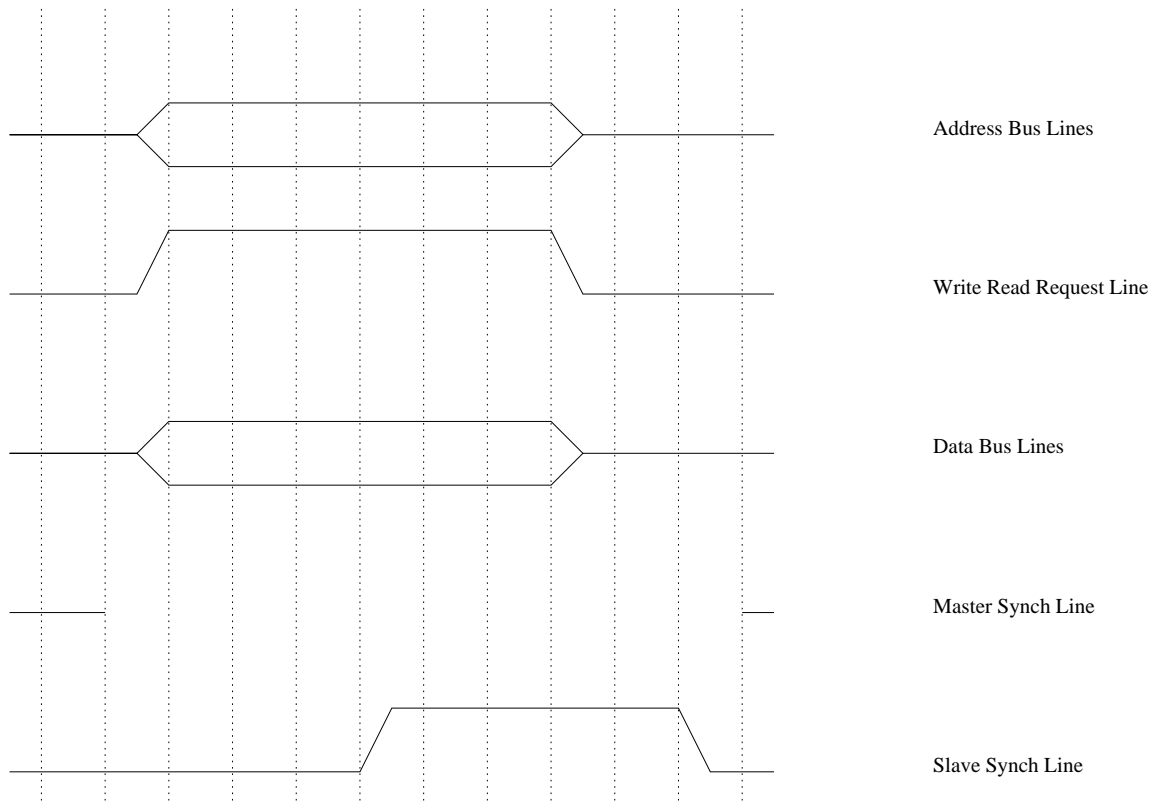 Address Bus Lines
Write Read Request Line
Data Bus Lines
Master Synch Line
Slave Synch Line